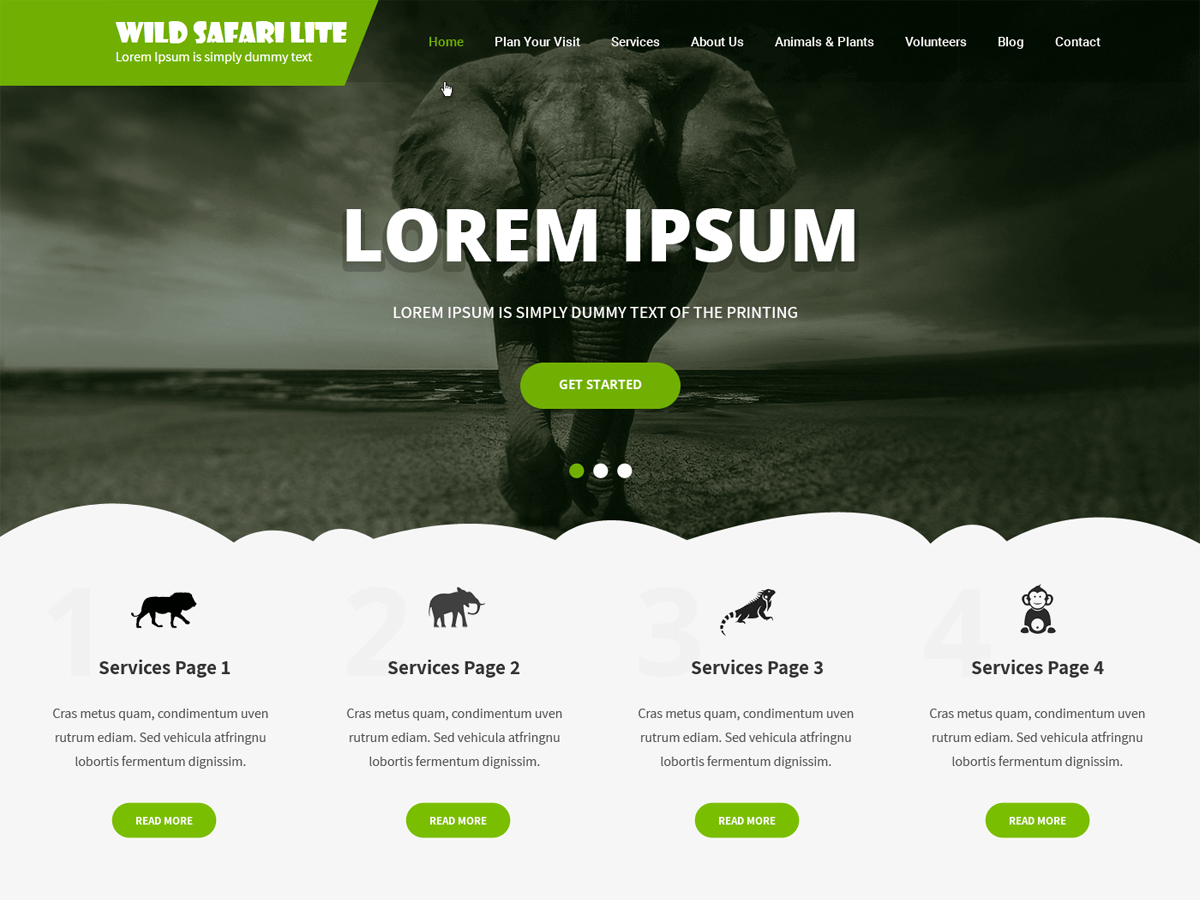 WILD SAFARI LITE
Lorem Ipsum is simply dummy text
Home Plan Your Visit Services About Us Animals & Plants Volunteers Blog Contact
LOREM IPSUM
LOREM IPSUM IS SIMPLY DUMMY TEXT OF THE PRINTING
GET STARTED
1
Services Page 1
Cras metus quam, condimentum uven
rutrum ediam. Sed vehicula atfringnu
lobortis fermentum dignissim.
READ MORE
2
Services Page 2
Cras metus quam, condimentum uven
rutrum ediam. Sed vehicula atfringnu
lobortis fermentum dignissim.
READ MORE
3
Services Page 3
Cras metus quam, condimentum uven
rutrum ediam. Sed vehicula atfringnu
lobortis fermentum dignissim.
READ MORE
4
Services Page 4
Cras metus quam, condimentum uven
rutrum ediam. Sed vehicula atfringnu
lobortis fermentum dignissim.
READ MORE